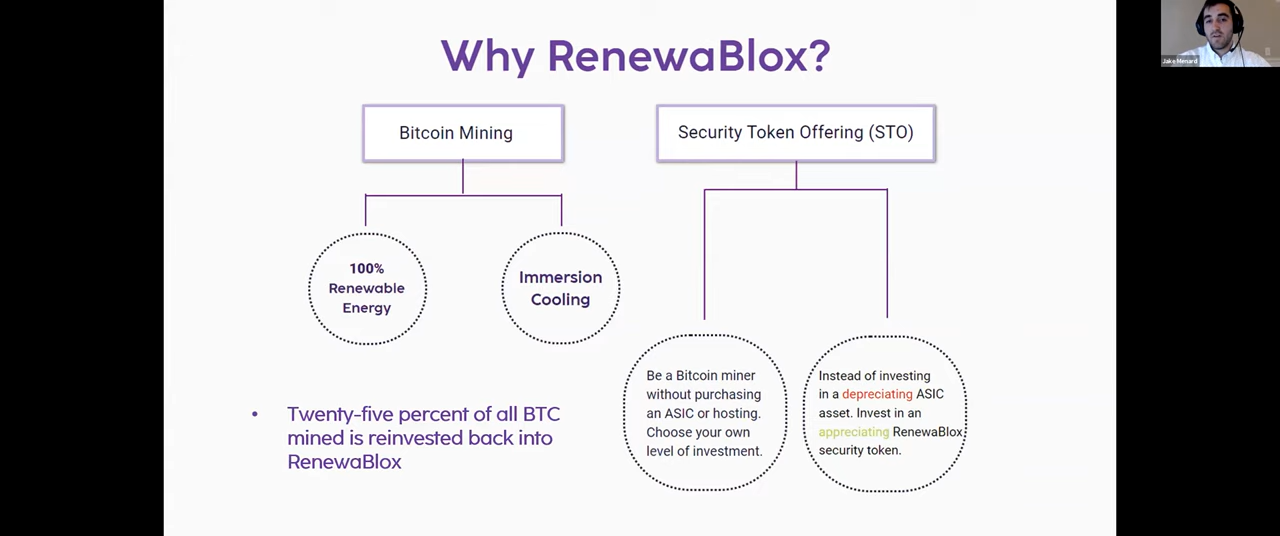 Why RenewaBlox?
Bitcoin Mining
Security Token Offering (STO)
100%
Renewable
Energy
Immersion
Cooling
• Twenty-five percent of all BTC
mined is reinvested back into
RenewaBlox
Be a Bitcoin miner
without purchasing
an ASIC or hosting.
Choose your own
level of investment.
Instead of investing
in a depreciating ASIC
asset. Invest in an
appreciating RenewaBlox
security token.
Jake Menard